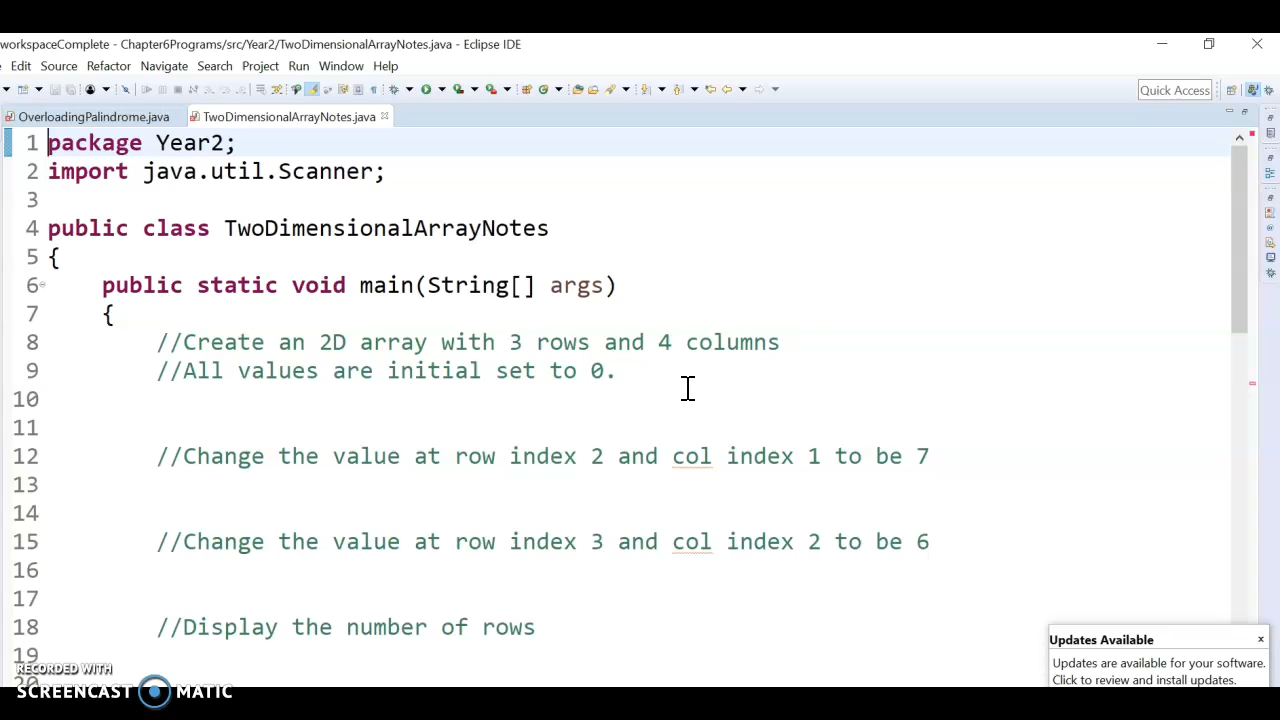 workspaceComplete - Chapter6Programs/src/Year2/TwoDimensionalArrayNotes.java - Eclipse IDE
Edit Source Refactor Navigate Search Project Run Window Help
Quick Access
OverloadingPalindrome.java TwoDimensionalArrayNotes.java
1 package Year2;
2 import java.util.Scanner;
3
4 public class TwoDimensionalArrayNotes
5 {
6 public static void main(String[] args)
7 {
8 //Create an 2D array with 3 rows and 4 columns
9 //All values are initial set to 0.
10
11
12 //Change the value at row index 2 and col index 1 to be 7
13
14
15 //Change the value at row index 3 and col index 2 to be 6
16
17
18 //Display the number of rows
19
Updates Available
Updates are available for your software.
Click to review and install updates.
RECORDED WITH
SCREENCAST MATIC